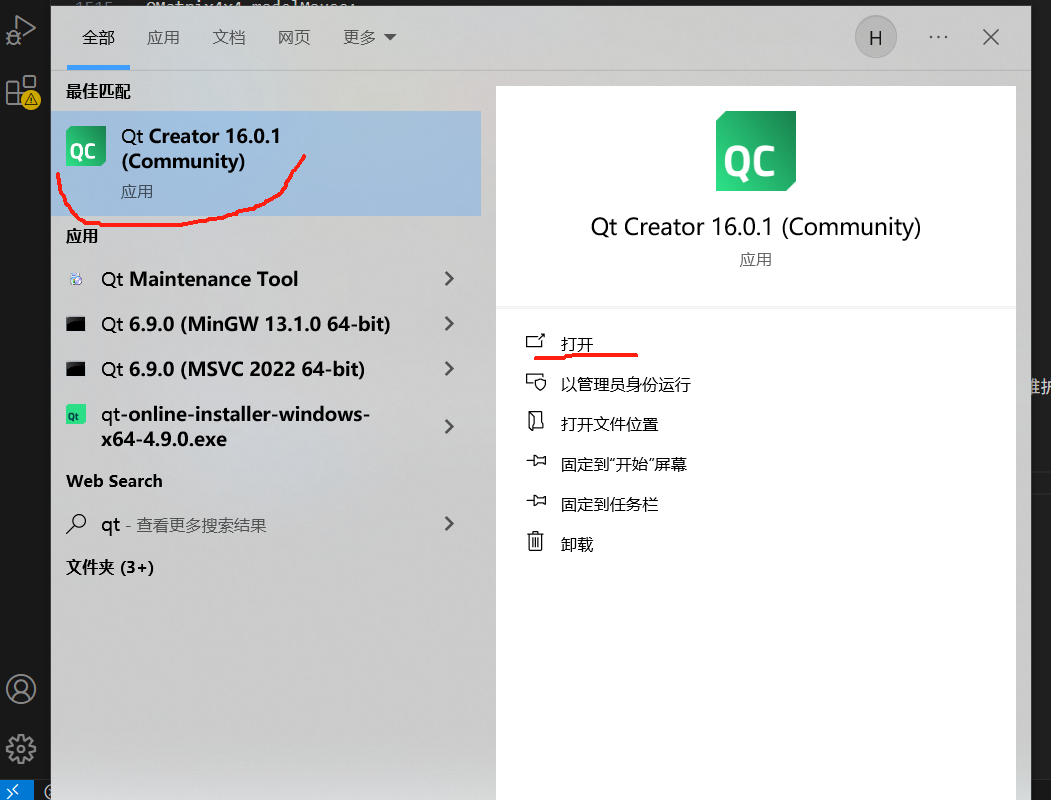 全部 应用 文档 网页 更多 H ...
最佳匹配
QC
Qt Creator 16.0.1
(Community)
应用
应用
Qt Maintenance Tool
Qt 6.9.0 (MinGW 13.1.0 64-bit)
Qt 6.9.0 (MSVC 2022 64-bit)
Qt
qt-online-installer-windows-
x64-4.9.0.exe
Web Search
qt - 查看更多搜索结果
文件夹 (3+)
QC
Qt Creator 16.0.1 (Community)
应用
打开
以管理员身份运行
打开文件位置
固定到“开始”屏幕
固定到任务栏
卸载